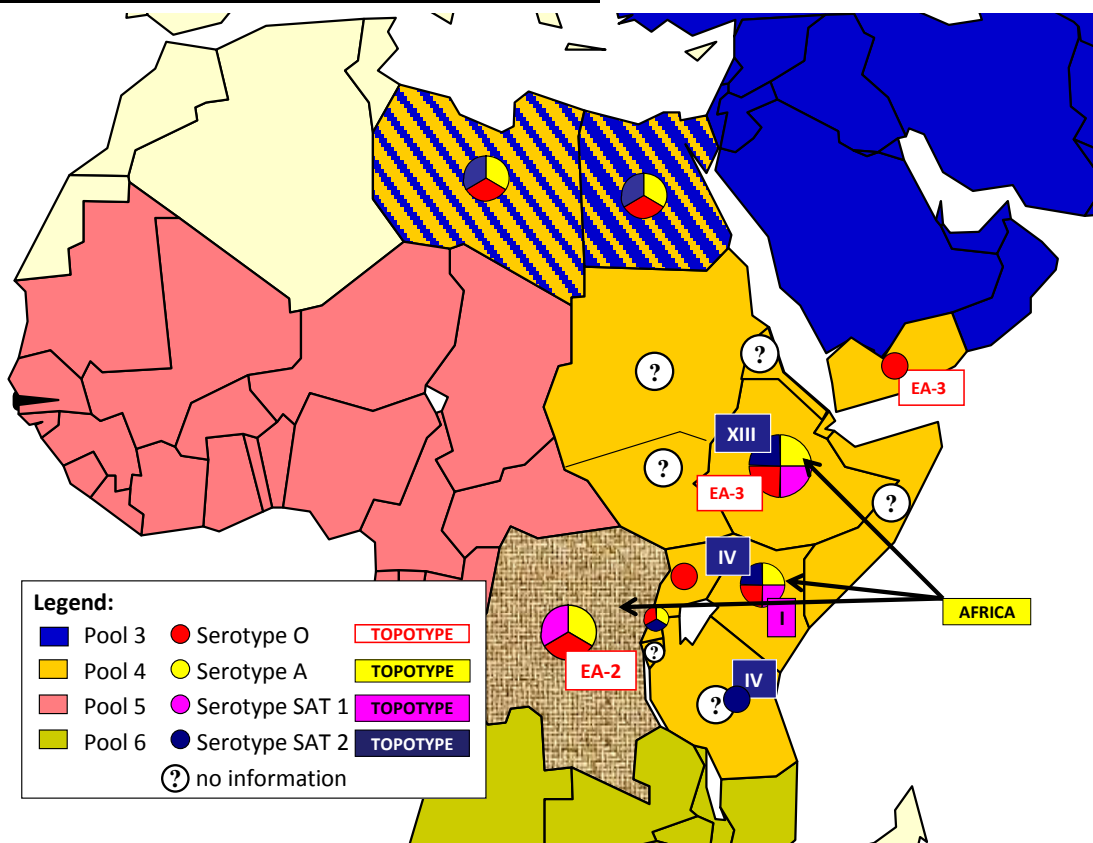 ?
?
EA-3
XIII
EA-3
?
?
IV
AFRICA
I
?
EA-2
IV
?
Legend:
Pool 3
Serotype O
TOPOTYPE
Pool 4
Serotype A
TOPOTYPE
Pool 5
Serotype SAT 1
TOPOTYPE
Pool 6
Serotype SAT 2
TOPOTYPE
? no information